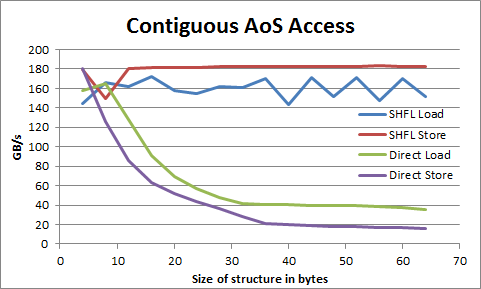 Contiguous AoS Access
GB/s
200
180
160
140
120
100
80
60
40
20
0
0 10 20 30 40 50 60 70
Size of structure in bytes
SHFL Load
SHFL Store
Direct Load
Direct Store